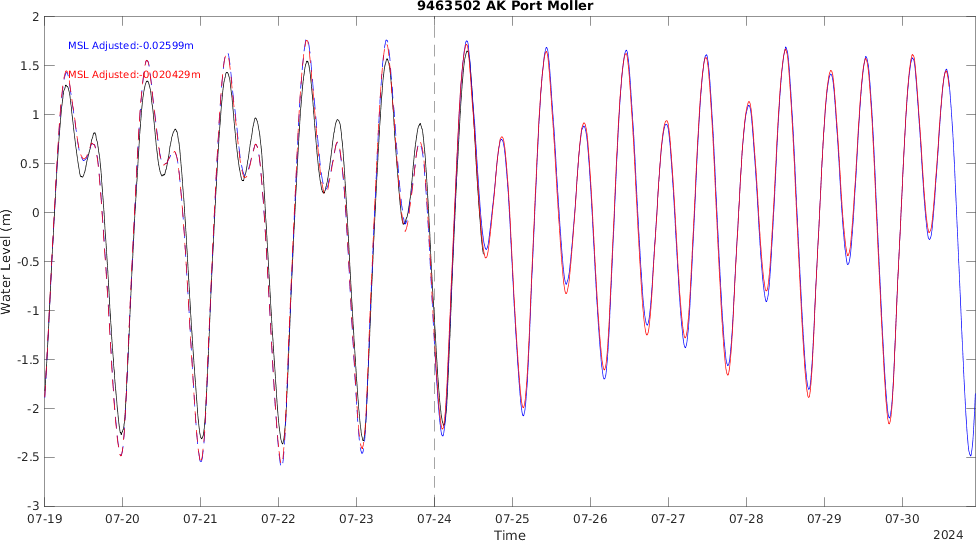 9463502 AK Port Moller
MSL Adjusted:-0.02599m
MSL Adjusted:-0.020429m
2
1.5
1
0.5
0
-0.5
-1
-1.5
-2
-2.5
-3
Water Level (m)
07-19 07-20 07-21 07-22 07-23 07-24 07-25 07-26 07-27 07-28 07-29 07-30
Time
2024